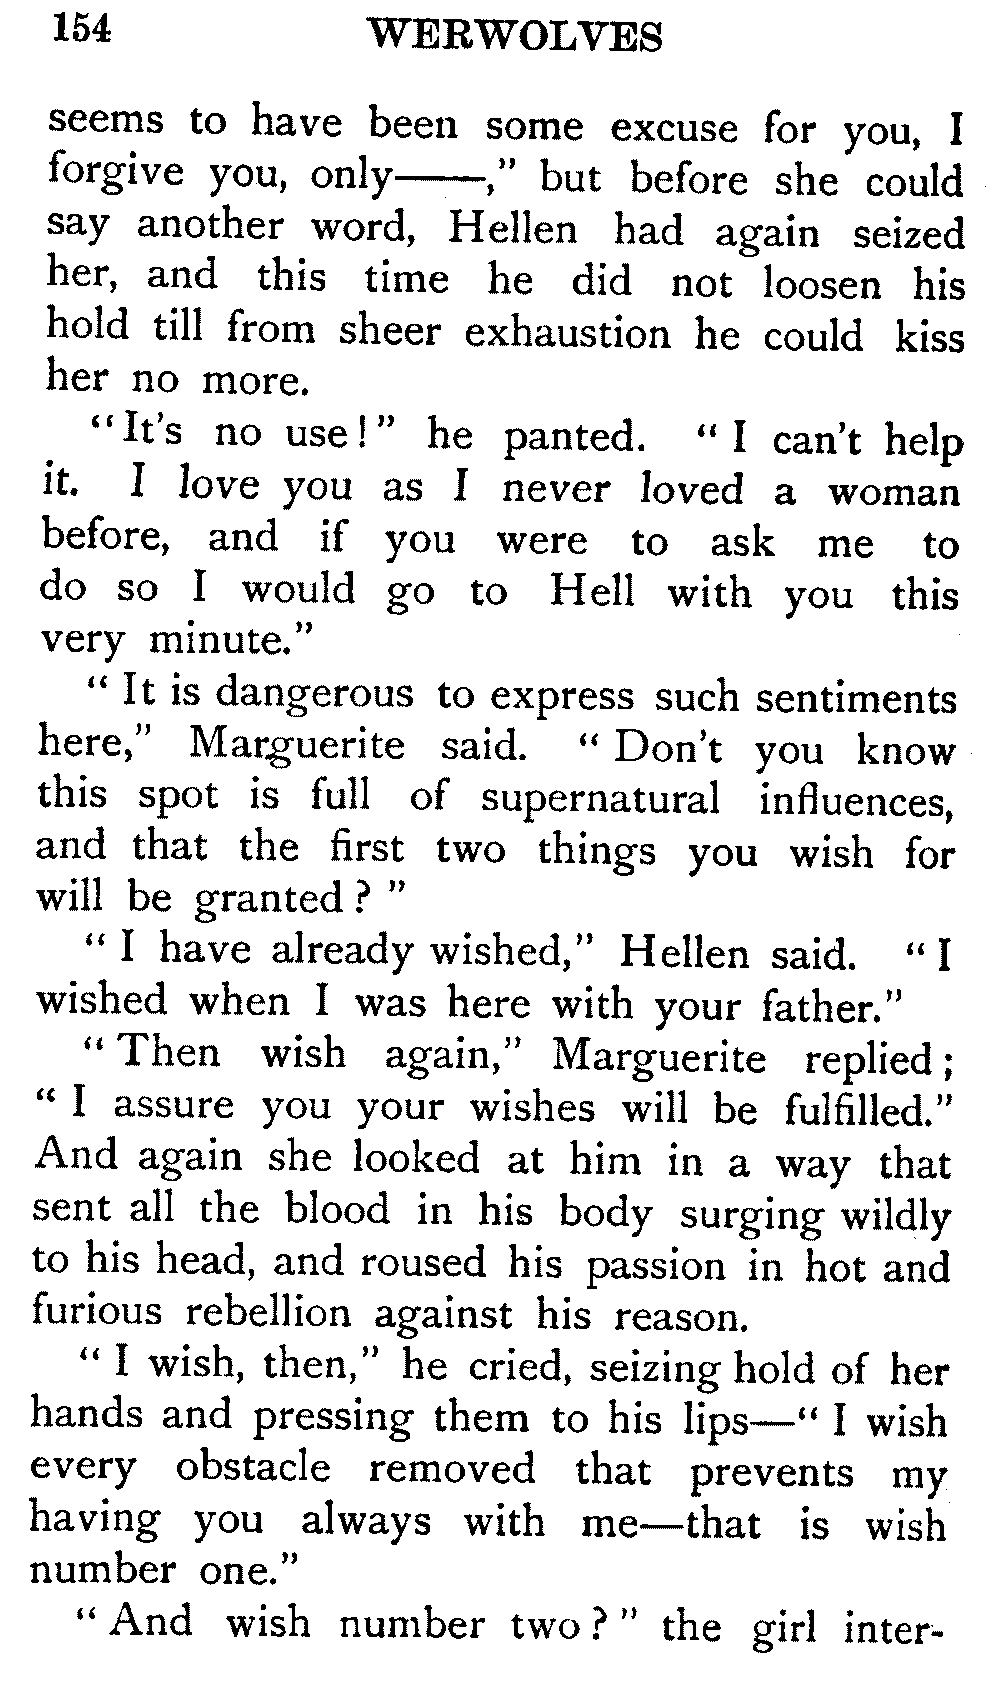 154 WERWOLVES
seems to have been some excuse for you, I
forgive you, only——,” but before she could
say another word, Hellen had again seized
her, and this time he did not loosen his
hold till from sheer exhaustion he could kiss
her no more.
“It's no use!” he panted. “I can't help
it. I love you as I never loved a woman
before, and if you were to ask me to
do so I would go to Hell with you this
very minute.”
“It is dangerous to express such sentiments
here,” Marguerite said. “Don't you know
this spot is full of supernatural influences,
and that the first two things you wish for
will be granted?”
“I have already wished,” Hellen said. “I
wished when I was here with your father.”
“Then wish again,” Marguerite replied;
“I assure you your wishes will be fulfilled.”
And again she looked at him in a way that
sent all the blood in his body surging wildly
to his head, and roused his passion in hot and
furious rebellion against his reason.
“I wish, then,” he cried, seizing hold of her
hands and pressing them to his lips—“I wish
every obstacle removed that prevents my
having you always with me—that is wish
number one.”
“And wish number two?” the girl inter-